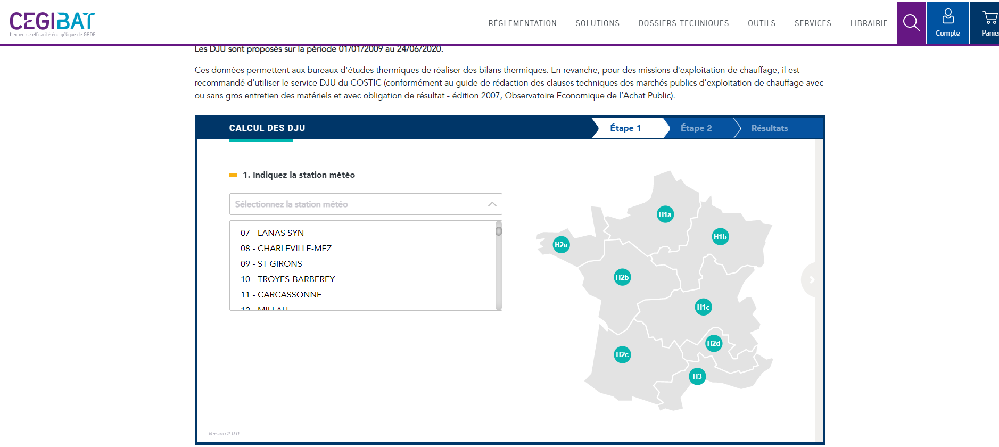 CEGIBAT
L'expertise efficacité énergétique de GRDF
RÉGLEMENTATION
SOLUTIONS
DOSSIERS TECHNIQUES
OUTILS
SERVICES
LIBRAIRIE
Compte
Panie
Les DJU sont proposés sur la période 01/01/2009 au 24/06/2020.
Ces données permettent aux bureaux d'études thermiques de réaliser des bilans thermiques. En revanche, pour des missions d'exploitation de chauffage, il est
recommandé d'utiliser le service DJU du COSTIC (conformément au guide de rédaction des clauses techniques des marchés publics d’exploitation de chauffage avec
ou sans gros entretien des matériels et avec obligation de résultat - édition 2007, Observatoire Economique de l’Achat Public).
CALCUL DES DJU
Étape 1
Étape 2
Résultats
1. Indiquez la station météo
Sélectionnez la station météo
07 - LANAS SYN
08 - CHARLEVILLE-MEZ
09 - ST GIRONS
10 - TROYES-BARBEREY
11 - CARCASSONNE
12 - MILLAU
H1a
H1b
H2a
H2b
H1c
H2d
H2c
H3
Version 2.0.0